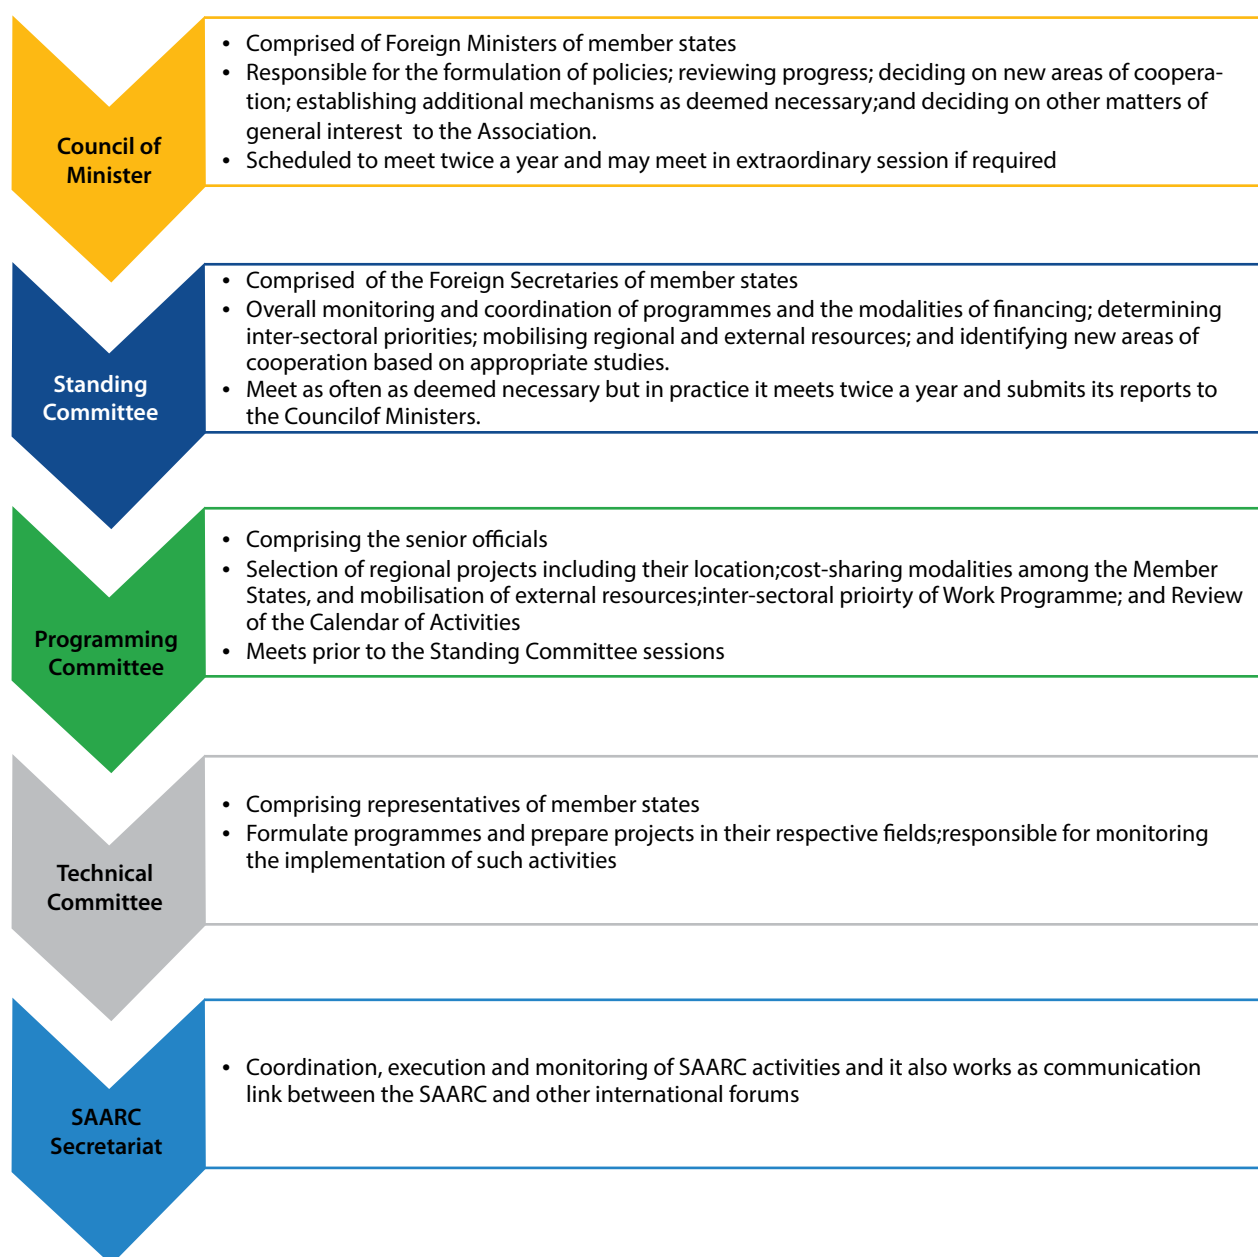 Council of
Minister
• Comprised of Foreign Ministers of member states
• Responsible for the formulation of policies; reviewing progress; deciding on new areas of coopera-
tion; establishing additional mechanisms as deemed necessary;and deciding on other matters of
general interest  to the Association.
• Scheduled to meet twice a year and may meet in extraordinary session if required
Standing
Committee
• Comprised  of the Foreign Secretaries of member states
• Overall monitoring and coordination of programmes and the modalities of financing; determining
inter-sectoral priorities; mobilising regional and external resources; and identifying new areas of
cooperation based on appropriate studies.
• Meet as often as deemed necessary but in practice it meets twice a year and submits its reports to
the Councilof Ministers.
Programming
Committee
• Comprising the senior officials
• Selection of regional projects including their location;cost-sharing modalities among the Member
States, and mobilisation of external resources;inter-sectoral prioirty of Work Programme; and Review
of the Calendar of Activities
• Meets prior to the Standing Committee sessions
Technical
Committee
• Comprising representatives of member states
• Formulate programmes and prepare projects in their respective fields;responsible for monitoring
the implementation of such activities
SAARC
Secretariat
• Coordination, execution and monitoring of SAARC activities and it also works as communication
link between the SAARC and other international forums